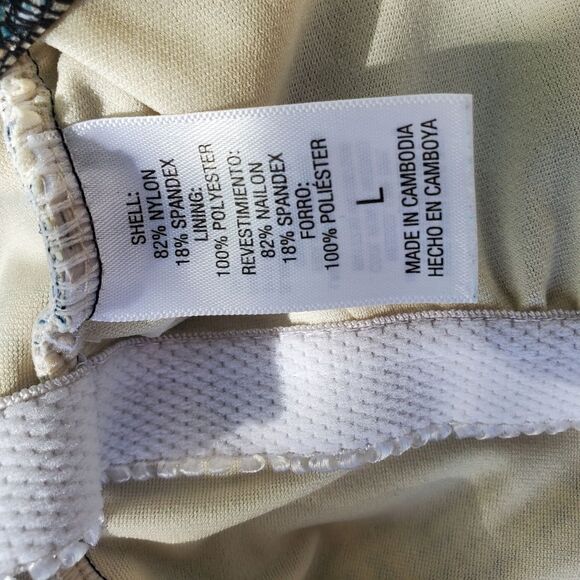 SHELL:
82% NYLON
18% SPANDEX
LINING:
100% POLYESTER
REVESTIMIENTO:
82% NAILON
18% SPANDEX
FORRO:
100% POLIÉSTER
L
MADE IN CAMBODIA
HECHO EN CAMBOYA